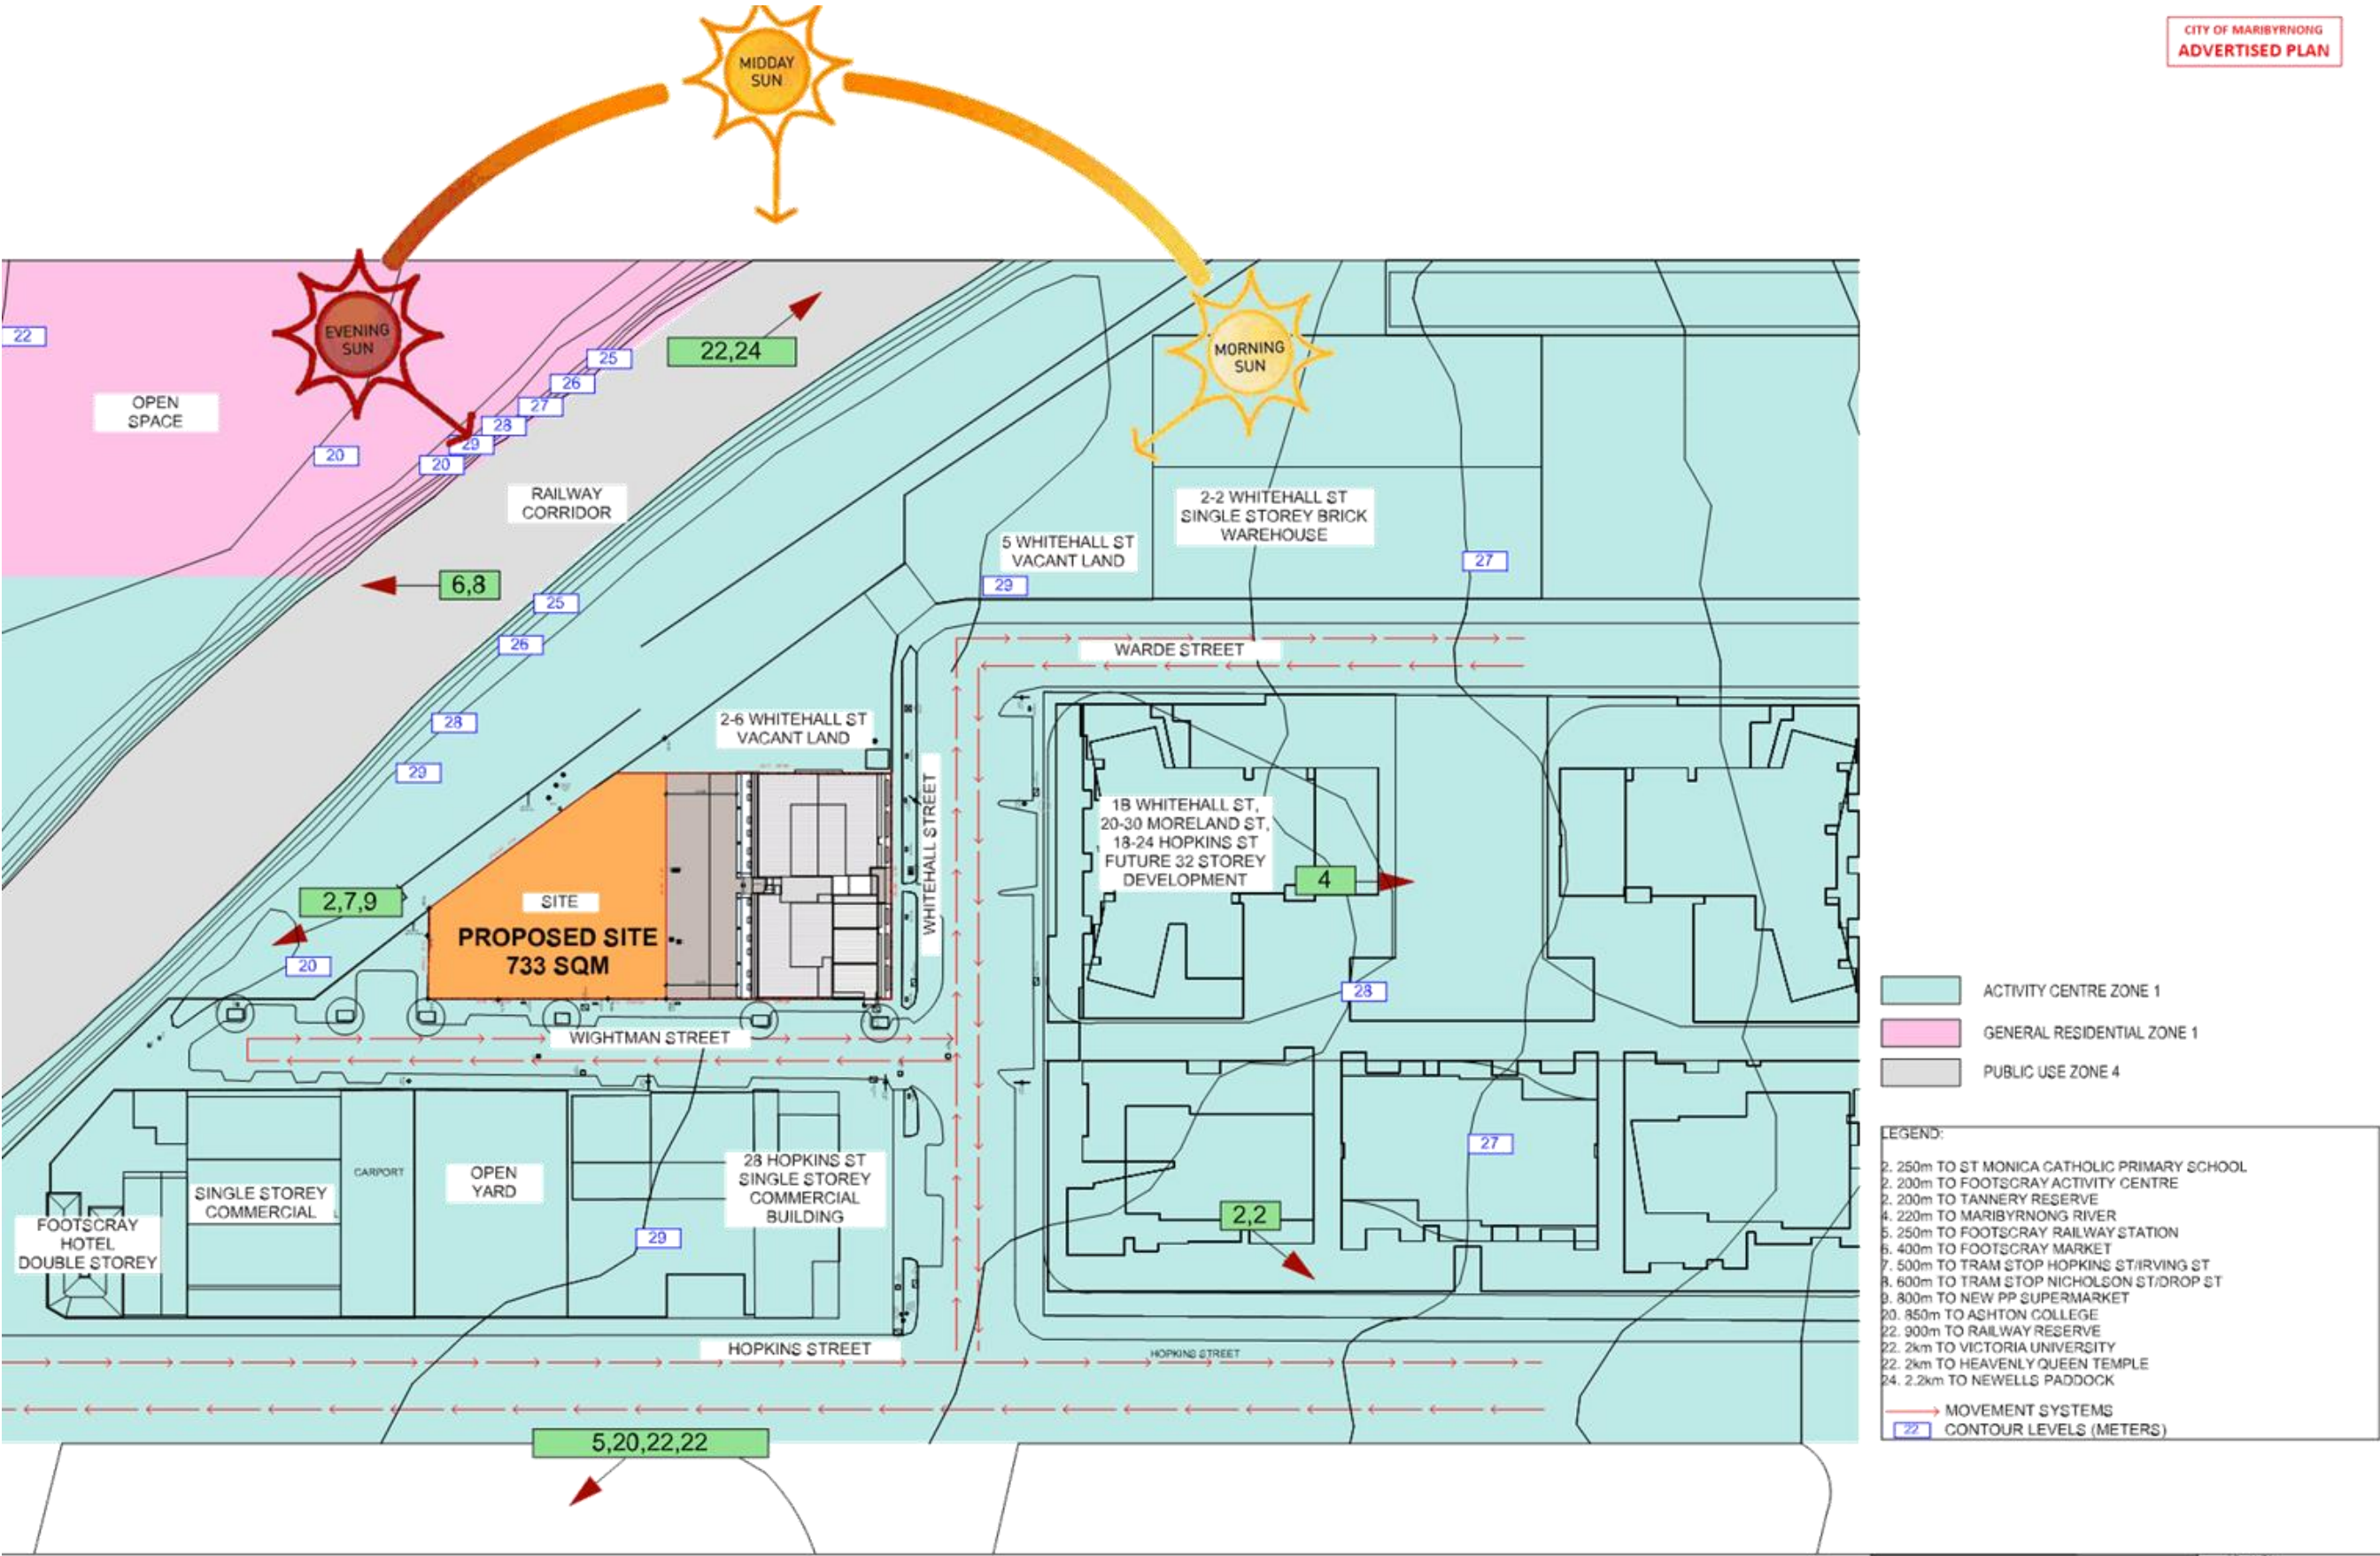 CITY OF MARIBYRNONG
ADVERTISED PLAN
MIDDAY
SUN
EVENING
SUN
MORNING
SUN
22
OPEN
SPACE
20
25
26
27
28
29
20
22,24
RAILWAY
CORRIDOR
6,8
25
26
28
29
2-2 WHITEHALL ST
SINGLE STOREY BRICK
WAREHOUSE
5 WHITEHALL ST
VACANT LAND
29
27
WARDE STREET
2-6 WHITEHALL ST
VACANT LAND
WHITEHALL STREET
1B WHITEHALL ST,
20-30 MORELAND ST,
18-24 HOPKINS ST
FUTURE 32 STOREY
DEVELOPMENT
4
2,7,9
20
SITE
PROPOSED SITE
733 SQM
28
WIGHTMAN STREET
FOOTSCRAY
HOTEL
DOUBLE STOREY
SINGLE STOREY
COMMERCIAL
CARPORT
OPEN
YARD
29
28 HOPKINS ST
SINGLE STOREY
COMMERCIAL
BUILDING
27
2,2
HOPKINS STREET
HOPKINS STREET
5,20,22,22
ACTIVITY CENTRE ZONE 1
GENERAL RESIDENTIAL ZONE 1
PUBLIC USE ZONE 4
LEGEND:
2. 250m TO ST MONICA CATHOLIC PRIMARY SCHOOL
2. 200m TO FOOTSCRAY ACTIVITY CENTRE
2. 200m TO TANNERY RESERVE
4. 220m TO MARIBYRNONG RIVER
5. 250m TO FOOTSCRAY RAILWAY STATION
6. 400m TO FOOTSCRAY MARKET
7. 500m TO TRAM STOP HOPKINS ST/IRVING ST
8. 600m TO TRAM STOP NICHOLSON ST/DROP ST
9. 800m TO NEW PP SUPERMARKET
20. 850m TO ASHTON COLLEGE
22. 900m TO RAILWAY RESERVE
22. 2km TO VICTORIA UNIVERSITY
22. 2km TO HEAVENLY QUEEN TEMPLE
24. 2.2km TO NEWELLS PADDOCK
MOVEMENT SYSTEMS
22 CONTOUR LEVELS (METERS)